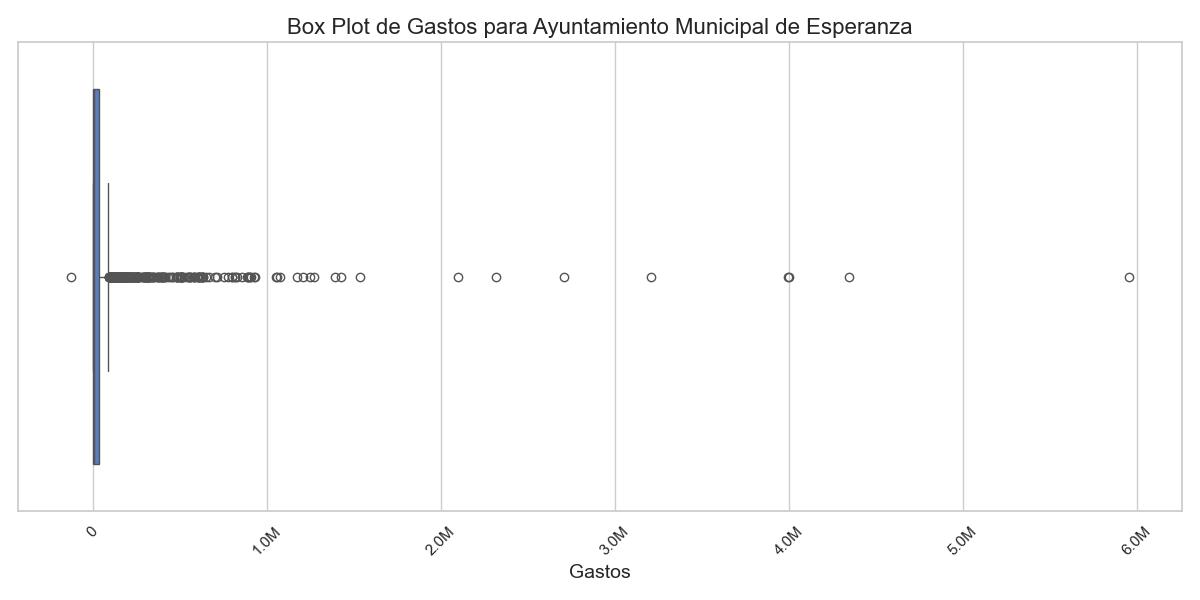 Box Plot de Gastos para Ayuntamiento Municipal de Esperanza
0
1.0M
2.0M
3.0M
4.0M
5.0M
6.0M
Gastos